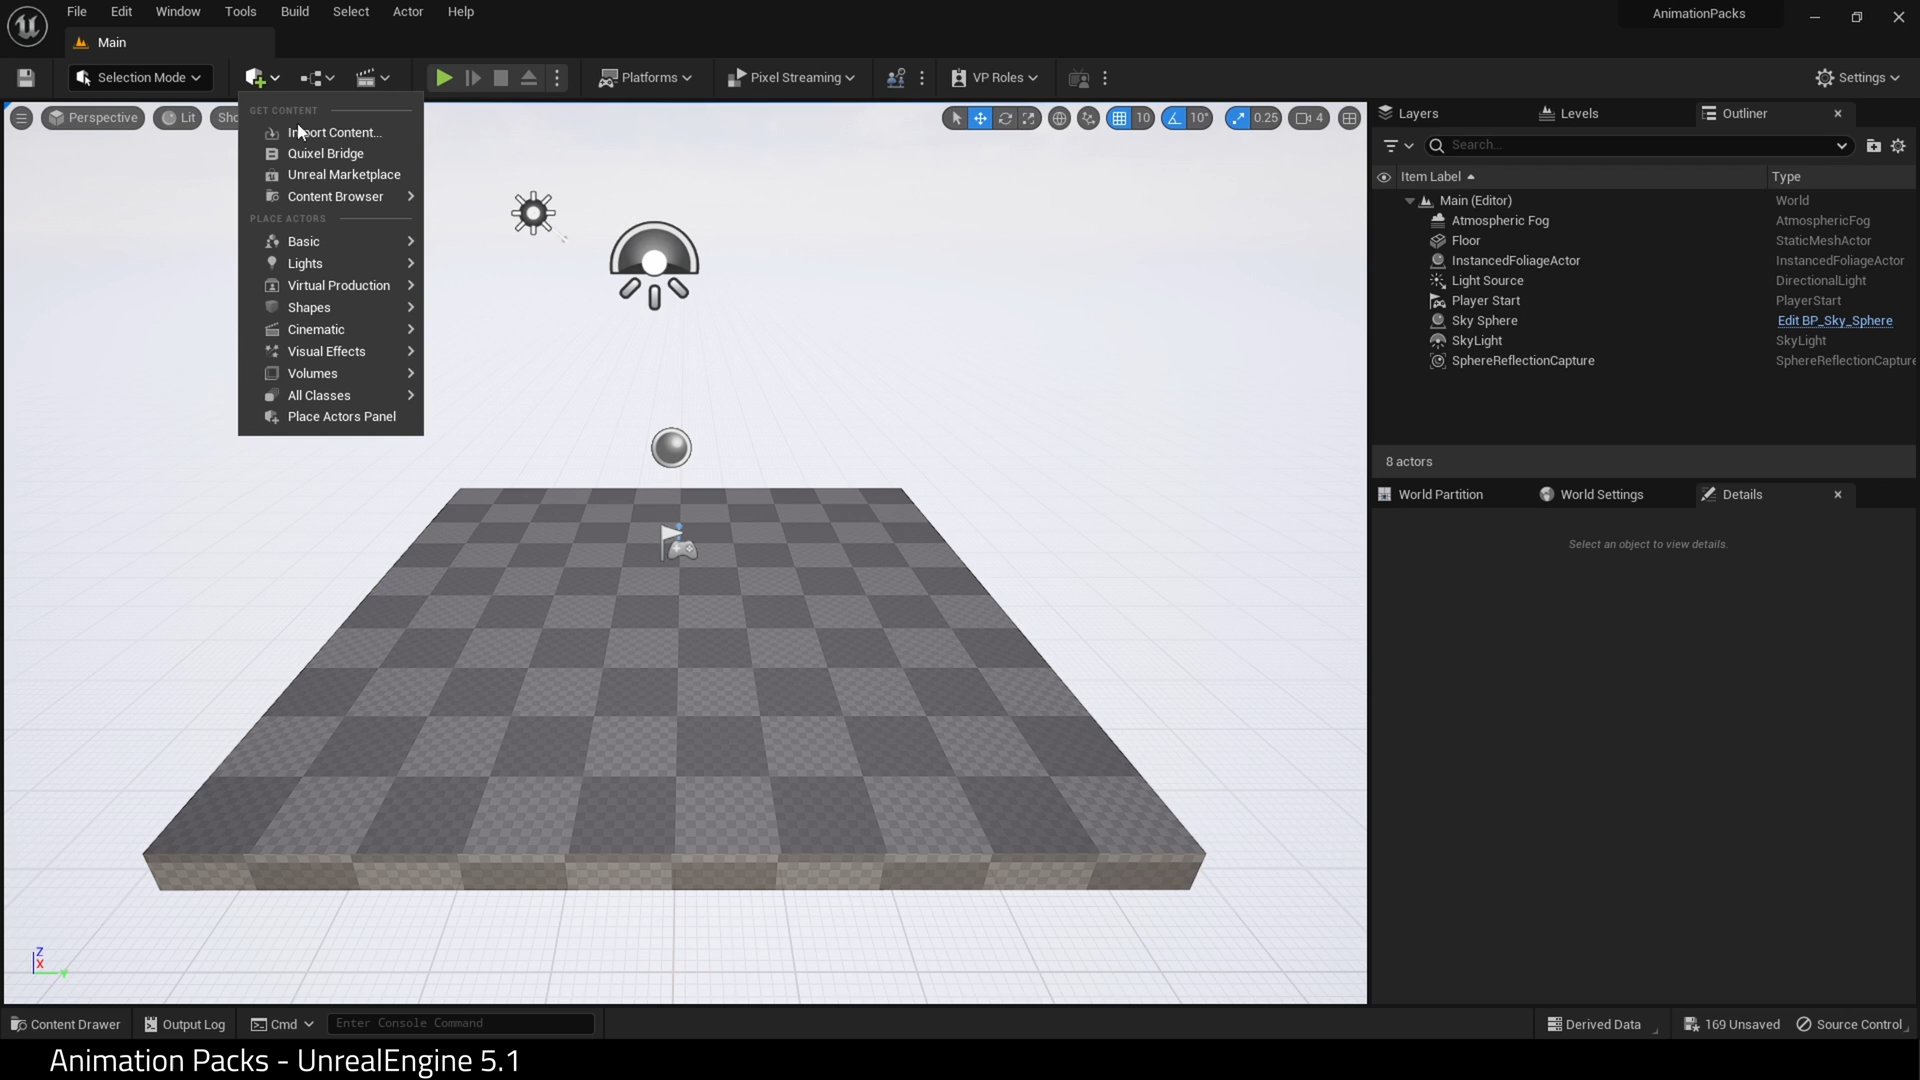 File Edit Window Tools Build Select Actor Help
AnimationPacks
Main
Selection Mode
Platforms
Pixel Streaming
VP Roles
Settings
Perspective
Lit
10
10°
0.25
4
GET CONTENT
Import Content...
Quixel Bridge
Unreal Marketplace
Content Browser
PLACE ACTORS
Basic
Lights
Virtual Production
Shapes
Cinematic
Visual Effects
Volumes
All Classes
Place Actors Panel
Layers
Levels
Outliner
Search...
Item Label Type
Main (Editor) World
Atmospheric Fog AtmosphericFog
Floor StaticMeshActor
InstancedFoliageActor InstancedFoliageActor
Light Source DirectionalLight
Player Start PlayerStart
Sky Sphere Edit BP_Sky_Sphere
SkyLight SkyLight
SphereReflectionCapture SphereReflectionCapture
8 actors
World Partition
World Settings
Details
Select an object to view details.
Z
X
Y
Content Drawer
Output Log
Cmd
Enter Console Command
Derived Data
169 Unsaved
Source Control
Animation Packs - UnrealEngine 5.1